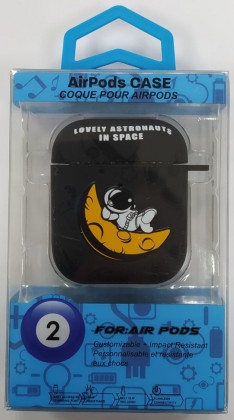 AirPods CASE
COQUE POUR AIRPODS
LOVELY ASTRONAUTS
IN SPACE
2
FOR:AIR PODS
Customizable + Impact Resistant
Personnalisable et résistante
aux chocs